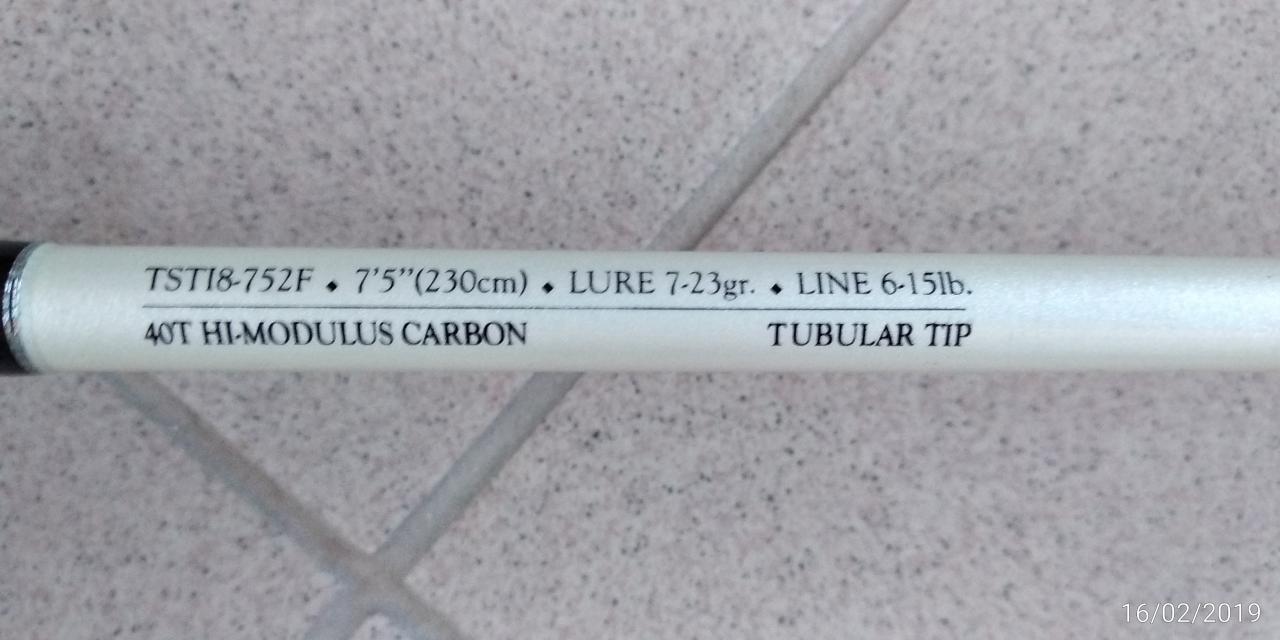 TST18-752F ⬥ 7'5"(230cm) ⬥ LURE 7-23gr. ⬥ LINE 6-15lb.
40T HI-MODULUS CARBON TUBULAR TIP
16/02/2019